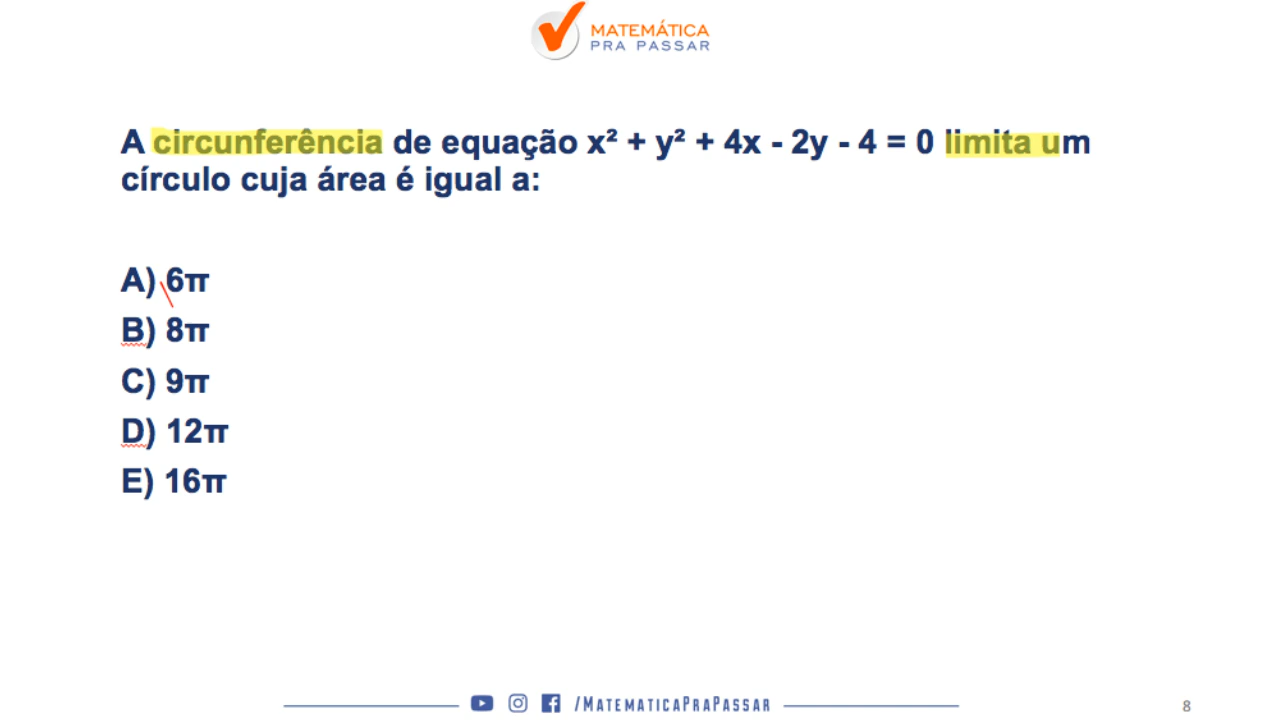 MATEMÁTICA
PRA PASSAR
A circunferência de equação x² + y² + 4x - 2y - 4 = 0 limita um
círculo cuja área é igual a:
A) 6π
B) 8π
C) 9π
D) 12π
E) 16π
/MATEMATICAPRAPASSAR
8